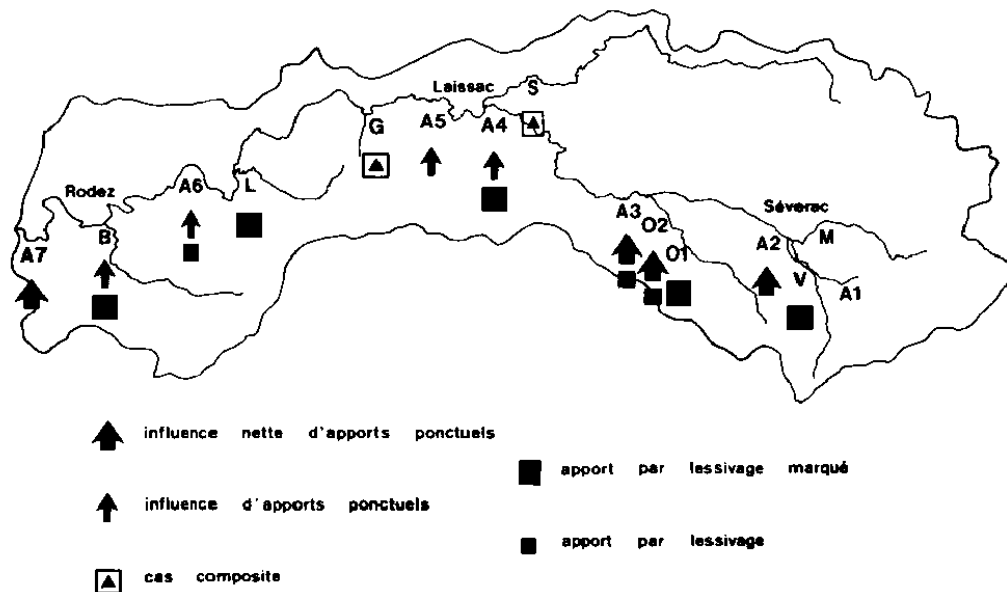 Laissac S
G A5 A4
Rodez A6 L
A3 O2 Séverac
A7 B O1 A2 M
V A1
influence nette d'apports ponctuels
apport par lessivage marqué
influence d'apports ponctuels
apport par lessivage
cas composite